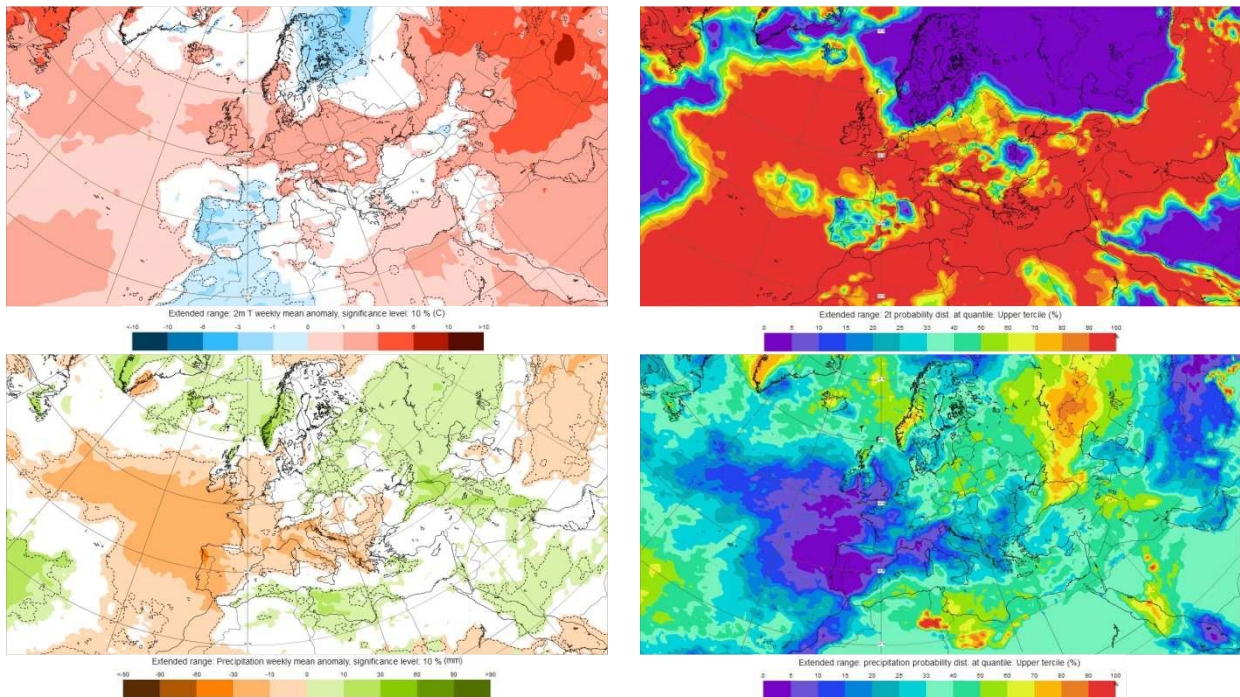 Extended range: 2m T weekly mean anomaly, significance level: 10 % (C)
<-10 -10 -5 -1 0 1 3 6 10 >10
Extended range: 2t probability dist. at quantile: Upper tercile (%)
0 5 10 15 20 25 33 40 50 60 70 80 90 100
%
Extended range: Precipitation weekly mean anomaly, significance level: 10 % (mm)
-90 -60 -30 -10 0 10 30 60 90 >90
Extended range: precipitation probability dist. at quantile: Upper tercile (%)
0 5 10 15 20 25 33 40 50 60 70 80 90 100
%